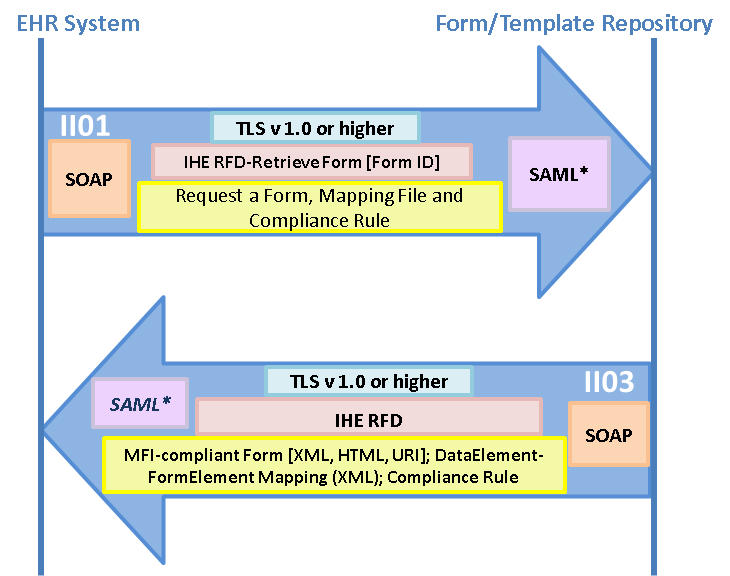 EHR System
Form/Template Repository
II01
TLS v 1.0 or higher
IHE RFD-Retrieve Form [Form ID]
SOAP
SAML*
Request a Form, Mapping File and
Compliance Rule
TLS v 1.0 or higher
II03
SAML*
IHE RFD
SOAP
MFI-compliant Form [XML, HTML, URI]; DataElement-
FormElement Mapping (XML); Compliance Rule